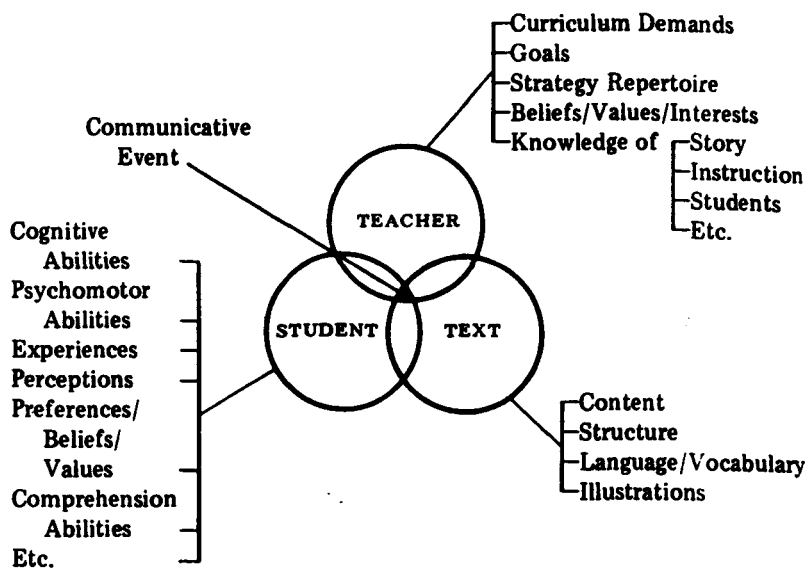 Curriculum Demands
Goals
Strategy Repertoire
Beliefs/Values/Interests
Knowledge of
Story
Instruction
Students
Etc.
Communicative
Event
TEACHER
Cognitive
Abilities
Psychomotor
Abilities
Experiences
Perceptions
Preferences/
Beliefs/
Values
Comprehension
Abilities
Etc.
STUDENT
TEXT
Content
Structure
Language/Vocabulary
Illustrations